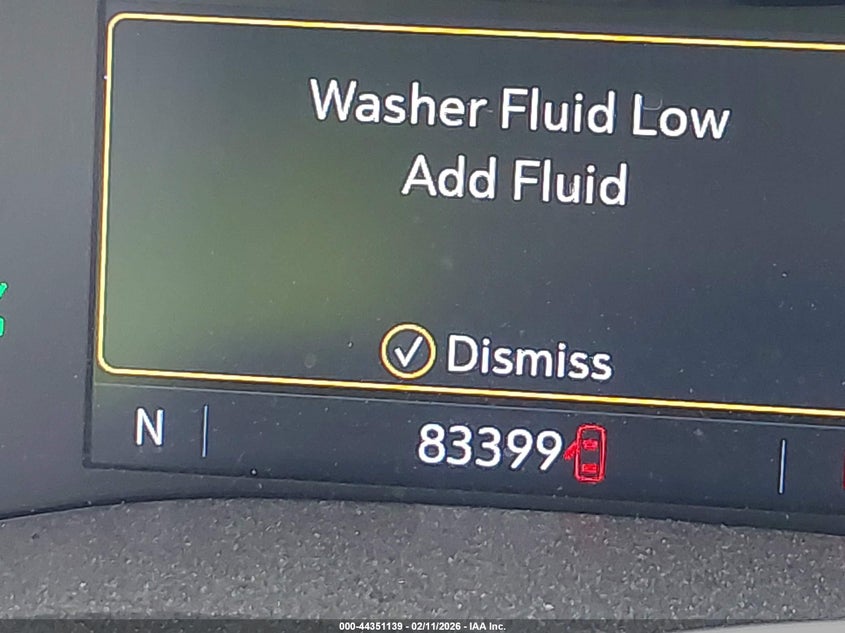 Washer Fluid Low
Add Fluid
Dismiss
N 83399
000-44351139 - 02/11/2026 - IAA Inc.